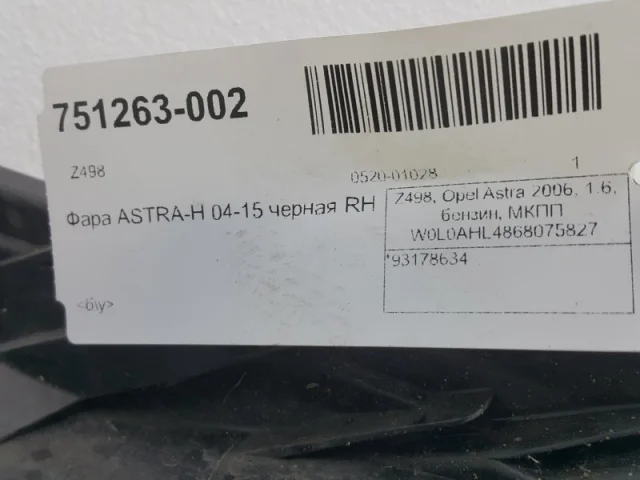 751263-002
Z498
0520-01028
1
Фара ASTRA-H 04-15 черная RH
Z498, Opel Astra 2006, 1.6,
бензин, МКПП
W0L0AHL4868075827
*93178634
<б\у>